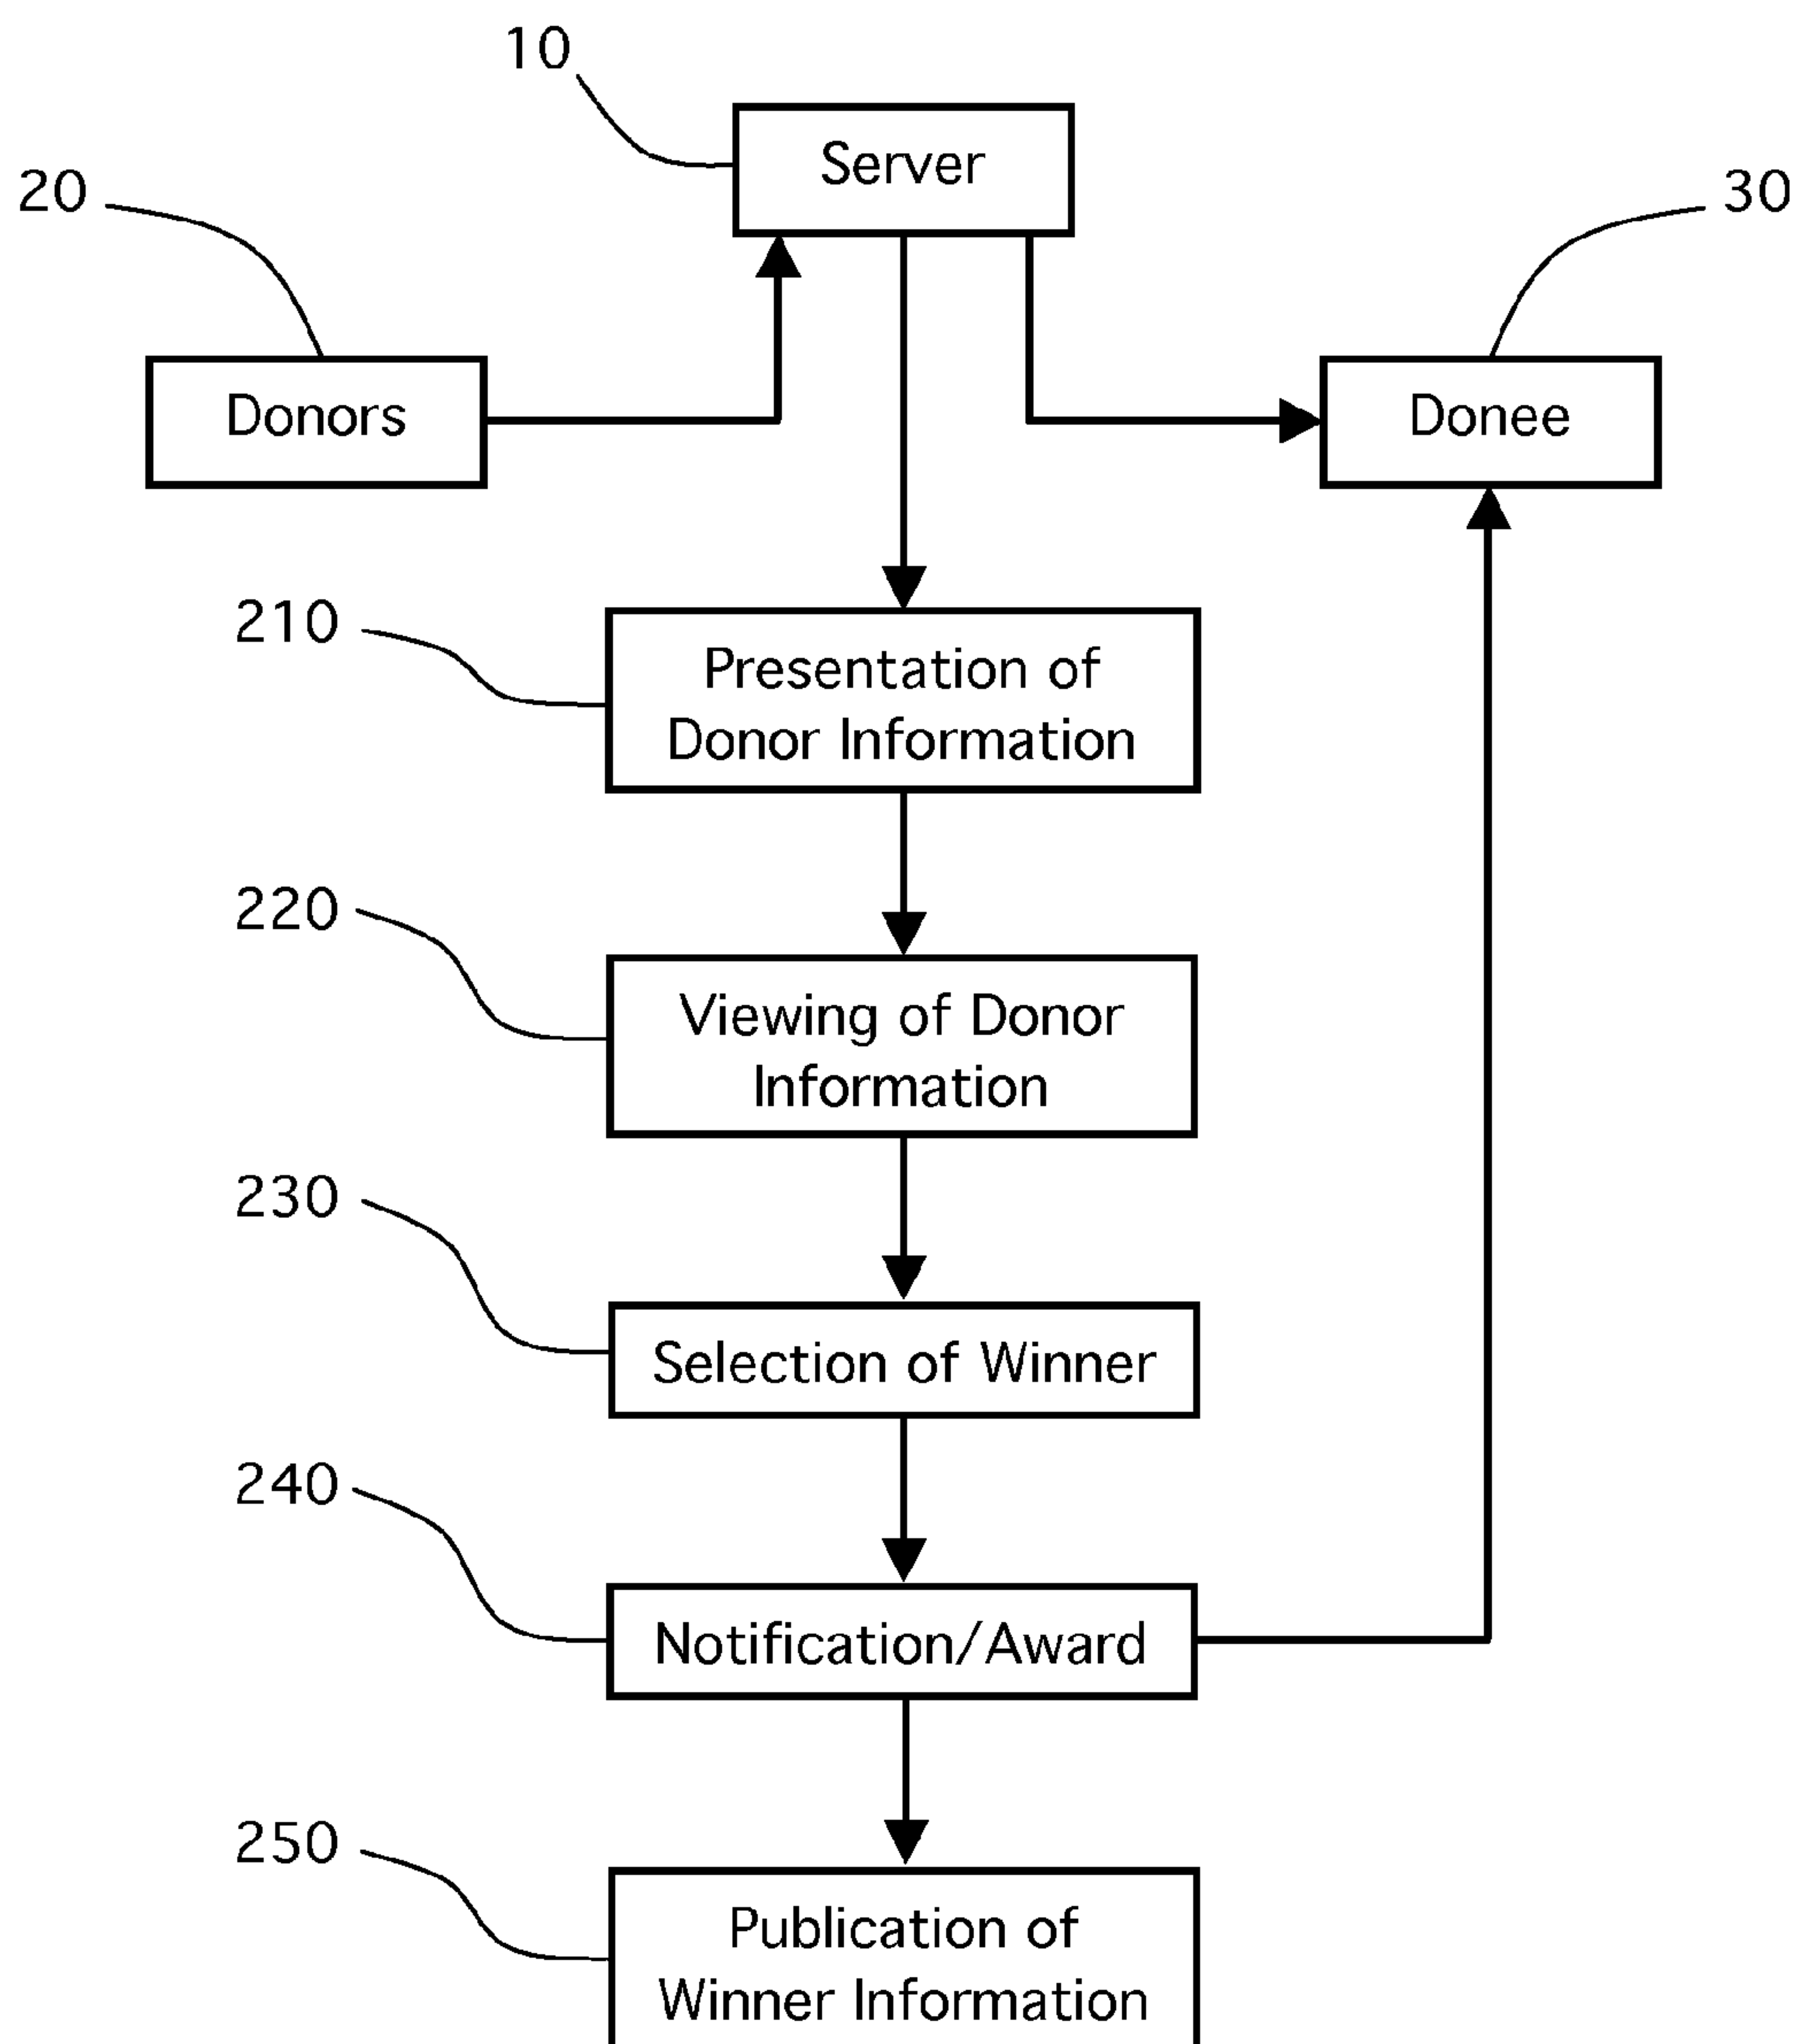 10
Server
20
30
Donors
Donee
210
Presentation of
Donor Information
220
Viewing of Donor
Information
230
Selection of Winner
240
Notification/Award
250
Publication of
Winner Information